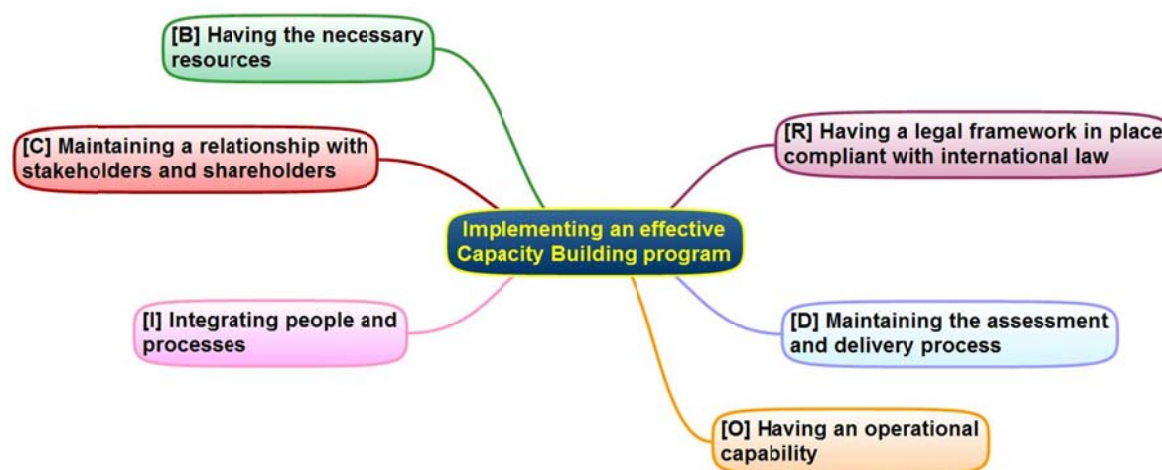 [B] Having the necessary
resources
[C] Maintaining a relationship with
stakeholders and shareholders
[R] Having a legal framework in place
compliant with international law
Implementing an effective
Capacity Building program
[I] Integrating people and
processes
[D] Maintaining the assessment
and delivery process
[O] Having an operational
capability